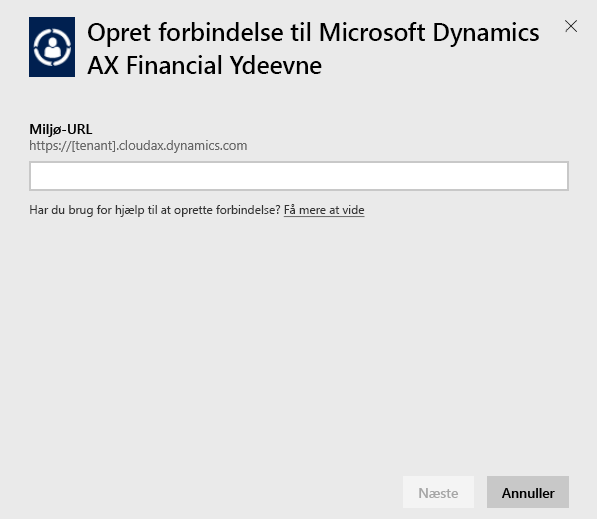 Opret forbindelse til Microsoft Dynamics
AX Financial Ydeevne
Miljø-URL
https://[tenant].cloudax.dynamics.com
Har du brug for hjælp til at oprette forbindelse? Få mere at vide
Næste
Annuller